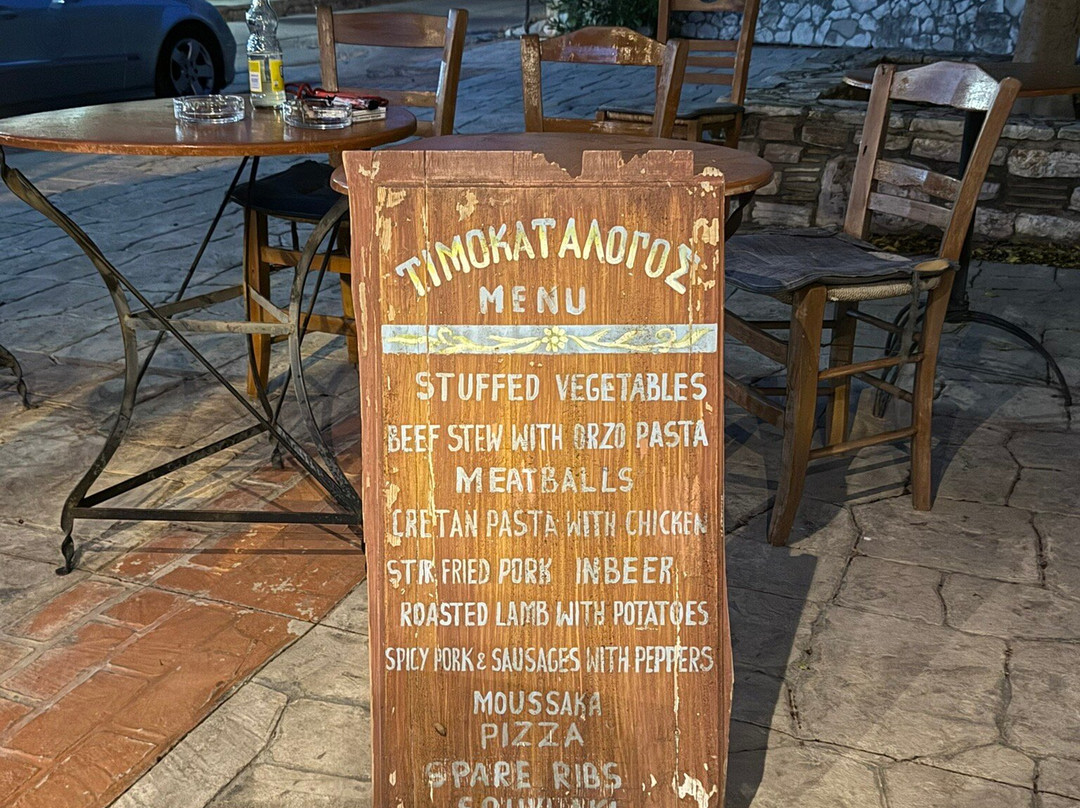 ΤΙΜΟΚΑΤΑΛΟΓΟΣ
MENU
STUFFED VEGETABLES
BEEF STEW WITH ORZO PASTA
MEATBALLS
CRETAN PASTA WITH CHICKEN
STIR FRIED PORK IN BEER
ROASTED LAMB WITH POTATOES
SPICY PORK & SAUSAGES WITH PEPPERS
MOUSSAKA
PIZZA
SPARE RIBS